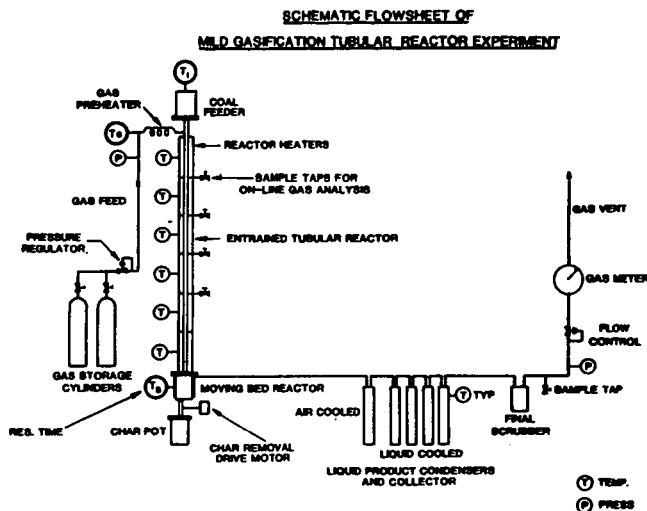 SCHEMATIC FLOWSHEET OF
MILD GASIFICATION TUBULAR REACTOR EXPERIMENT
T1
GAS
PREHEATER
COAL
FEEDER
P
REACTOR HEATERS
T
SAMPLE TAPS FOR
ON-LINE GAS ANALYSIS
T
GAS FEED
GAS VENT
T
ENTRAINED TUBULAR REACTOR
PRESSURE
REGULATOR
T
GAS METER
T
FLOW
CONTROL
T
P
GAS STORAGE
CYLINDERS
MOVING BED REACTOR
T TYP
SAMPLE TAP
AIR COOLED
RES. TIME
FINAL
SCRUBBER
CHAR POT
CHAR REMOVAL
DRIVE MOTOR
LIQUID COOLED
LIQUID PRODUCT CONDENSERS
AND COLLECTOR
T TEMP.
P PRESS